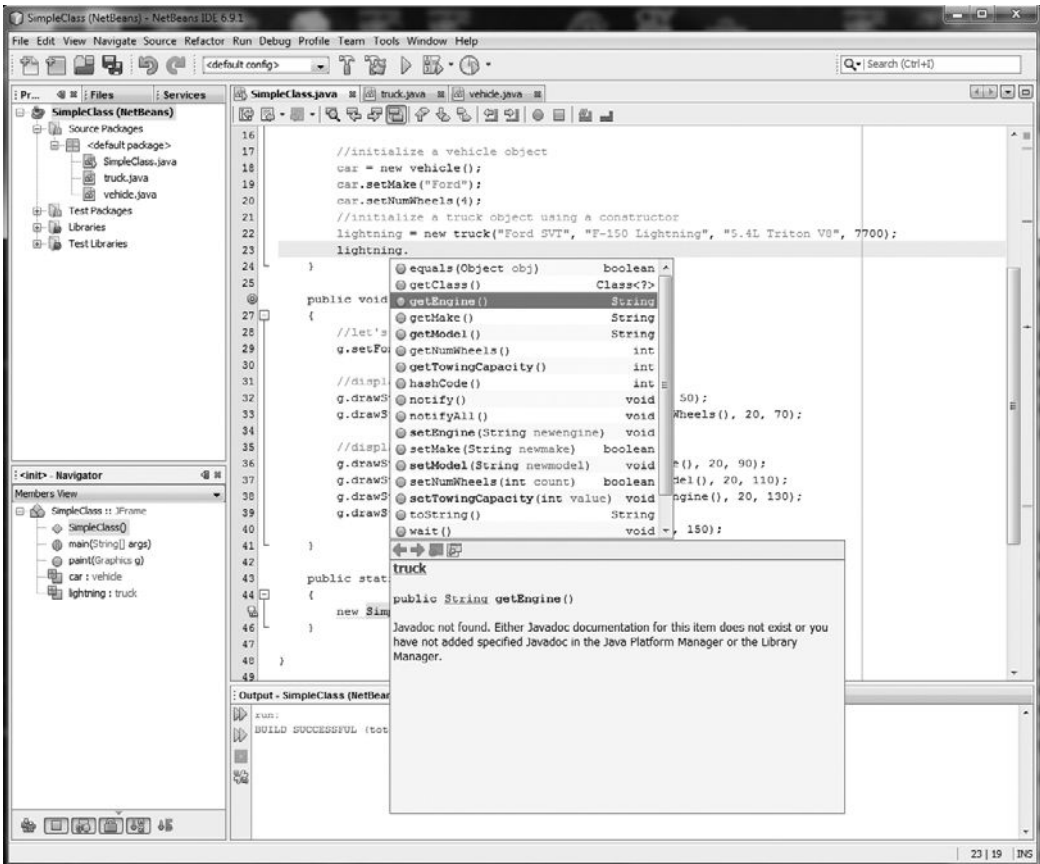 SimpleClass (NetBeans) - NetBeans IDE 6.9.1
File Edit View Navigate Source Refactor Run Debug Profile Team Tools Window Help
<default config>
Search (Ctrl+I)
Pr... Files Services
SimpleClass (NetBeans)
Source Packages
<default package>
SimpleClass.java
truck.java
vehicle.java
Test Packages
Libraries
Test Libraries
<init> - Navigator
Members View
SimpleClass :: JFrame
SimpleClass()
main(String[] args)
paint(Graphics g)
car : vehicle
lightning : truck
SimpleClass.java truck.java vehicle.java
16
17 //initialize a vehicle object
18 car = new vehicle();
19 car.setMake("Ford");
20 car.setNumWheels(4);
21 //initialize a truck object using a constructor
22 lightning = new truck("Ford SVT", "F-150 Lightning", "5.4L Triton V8", 7700);
23 lightning.
24 }
25
public void
27 {
28 //let's
29 g.setFo
30
31 //displ
32 g.drawS 50);
33 g.drawS Wheels(), 20, 70);
34
35 //displ
36 g.drawS e(), 20, 90);
37 g.drawS del(), 20, 110);
38 g.drawS ngine(), 20, 130);
39 g.drawS
40 , 150);
41 }
42
43 public stat
44 {
new Simp
46 }
47
48 }
49
equals(Object obj) boolean
getClass() Class<?>
getEngine() String
getMake() String
getModel() String
getNumWheels() int
getTowingCapacity() int
hashCode() int
notify() void
notifyAll() void
setEngine(String newengine) void
setMake(String newmake) boolean
setModel(String newmodel) void
setNumWheels(int count) boolean
setTowingCapacity(int value) void
toString() String
wait() void
truck
public String getEngine()
Javadoc not found. Either Javadoc documentation for this item does not exist or you
have not added specified Javadoc in the Java Platform Manager or the Library
Manager.
Output - SimpleClass (NetBear
run:
BUILD SUCCESSFUL (tot
23 | 19 INS